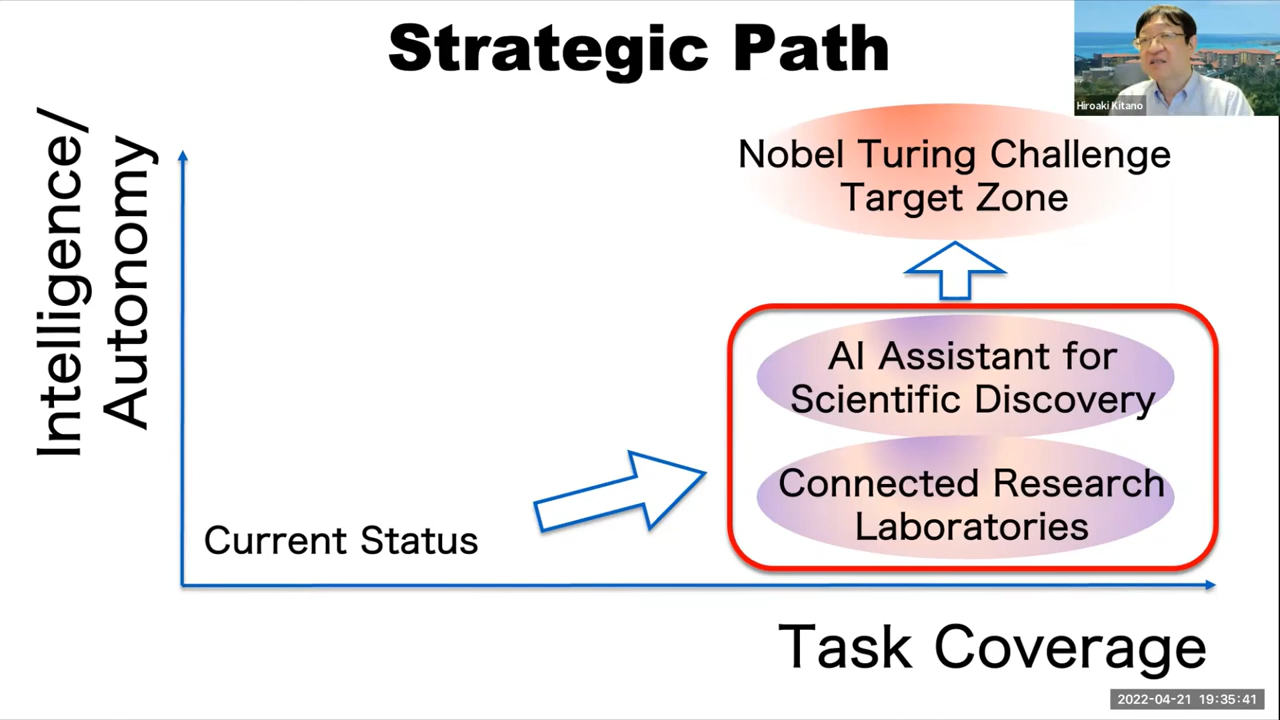 Strategic Path
Hiroaki Kitano
Intelligence/
Autonomy
Nobel Turing Challenge
Target Zone
AI Assistant for
Scientific Discovery
Connected Research
Laboratories
Current Status
Task Coverage
2022-04-21 19:35:41